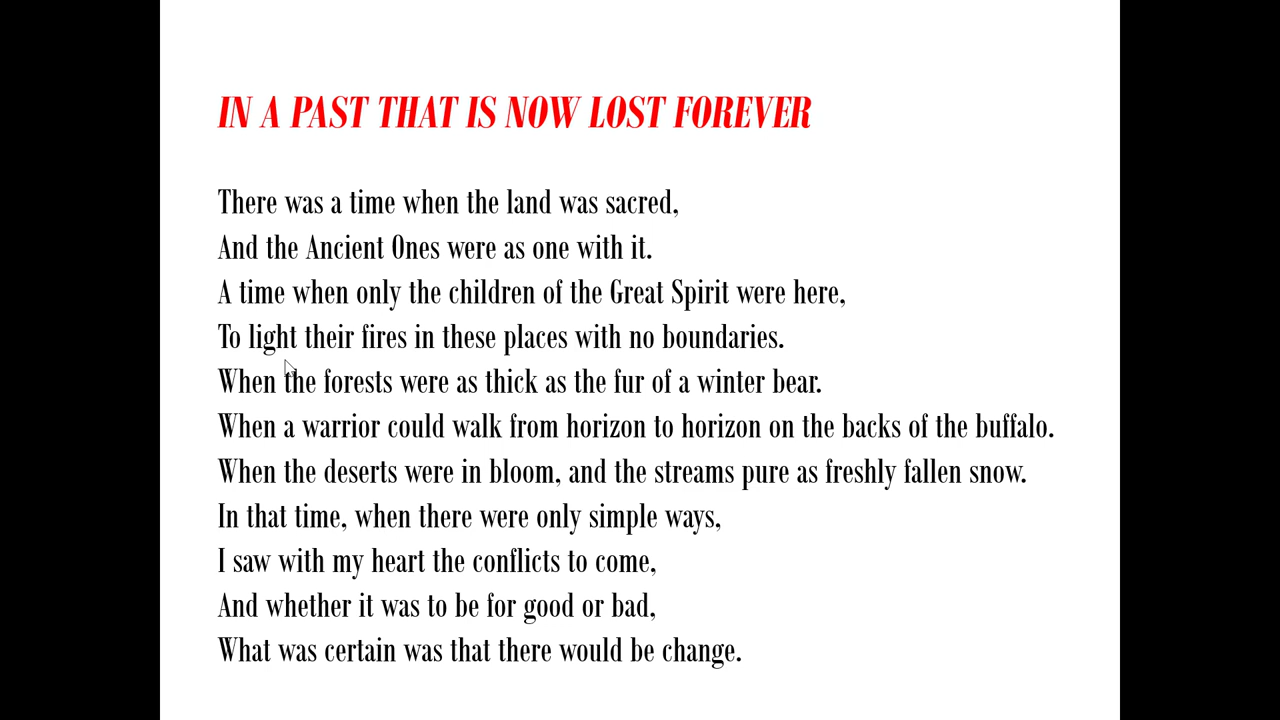 IN A PAST THAT IS NOW LOST FOREVER
There was a time when the land was sacred,
And the Ancient Ones were as one with it.
A time when only the children of the Great Spirit were here,
To light their fires in these places with no boundaries.
When the forests were as thick as the fur of a winter bear.
When a warrior could walk from horizon to horizon on the backs of the buffalo.
When the deserts were in bloom, and the streams pure as freshly fallen snow.
In that time, when there were only simple ways,
I saw with my heart the conflicts to come,
And whether it was to be for good or bad,
What was certain was that there would be change.